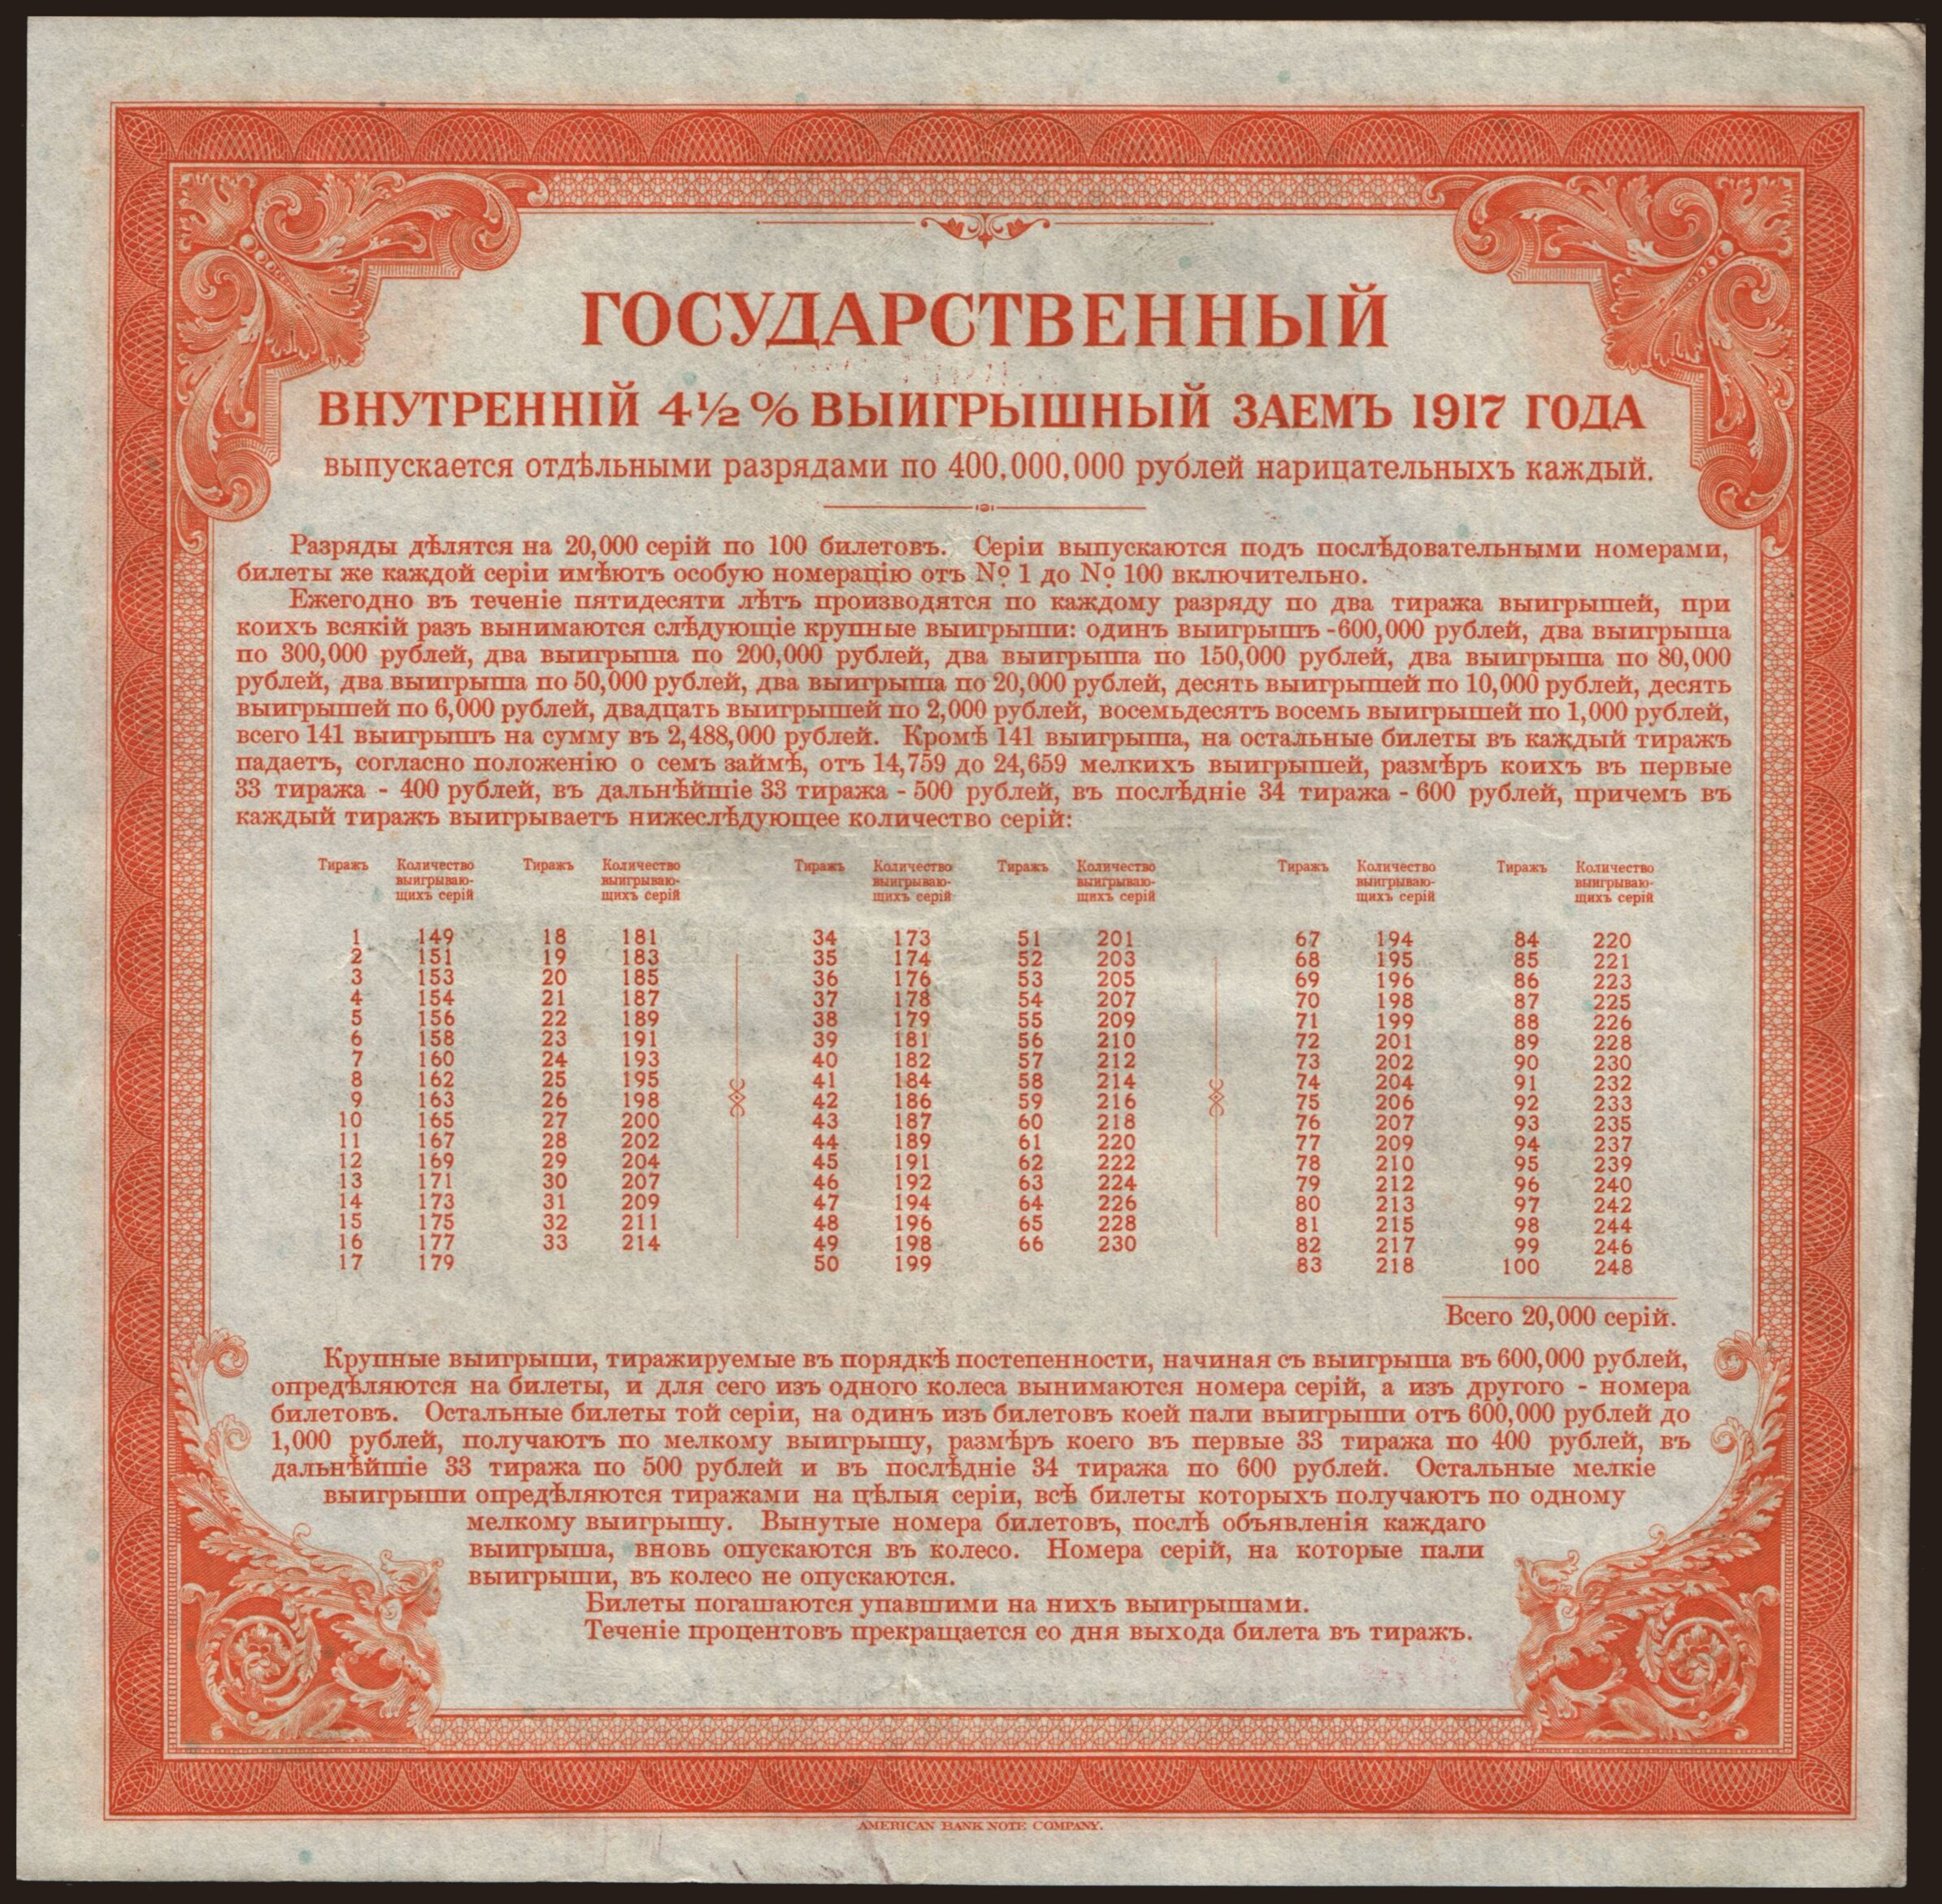 ГОСУДАРСТВЕННЫЙ
ВНУТРЕННІЙ 4½% ВЫИГРЫШНЫЙ ЗАЕМЪ 1917 ГОДА
выпускается отдѣльными разрядами по 400,000,000 рублей нарицательныхъ каждый.
Разряды дѣлятся на 20,000 серій по 100 билетовъ. Серіи выпускаются подъ послѣдовательными номерами,
билеты же каждой серіи имѣютъ особую номерацію отъ № 1 до № 100 включительно.
Ежегодно въ теченіе пятидесяти лѣтъ производятся по каждому разряду по два тиража выигрышей, при
коихъ всякій разъ вынимаются слѣдующіе крупные выигрыши: одинъ выигрышъ -600,000 рублей, два выигрыша
по 300,000 рублей, два выигрыша по 200,000 рублей, два выигрыша по 150,000 рублей, два выигрыша по 80,000
рублей, два выигрыша по 50,000 рублей, два выигрыша по 20,000 рублей, десять выигрышей по 10,000 рублей, десять
выигрышей по 6,000 рублей, двадцать выигрышей по 2,000 рублей, восемьдесятъ восемь выигрышей по 1,000 рублей,
всего 141 выигрышъ на сумму въ 2,488,000 рублей. Кромѣ 141 выигрыша, на остальные билеты въ каждый тиражъ
падаетъ, согласно положенію о семъ займѣ, отъ 14,759 до 24,659 мелкихъ выигрышей, размѣръ коихъ въ первые
33 тиража - 400 рублей, въ дальнѣйшіе 33 тиража - 500 рублей, въ послѣдніе 34 тиража - 600 рублей, причемъ въ
каждый тиражъ выигрываетъ нижеслѣдующее количество серій:
Тиражъ Количество Тиражъ Количество Тиражъ Количество Тиражъ Количество Тиражъ Количество Тиражъ Количество
выигрываю- выигрываю- выигрываю- выигрываю- выигрываю- выигрываю-
щихъ серій щихъ серій щихъ серій щихъ серій щихъ серій щихъ серій
1 149 18 181 34 173 51 201 67 194 84 220
2 151 19 183 35 174 52 203 68 195 85 221
3 153 20 185 36 176 53 205 69 196 86 223
4 154 21 187 37 178 54 207 70 198 87 225
5 156 22 189 38 179 55 209 71 199 88 226
6 158 23 191 39 181 56 210 72 201 89 228
7 160 24 193 40 182 57 212 73 202 90 230
8 162 25 195 41 184 58 214 74 204 91 232
9 163 26 198 42 186 59 216 75 206 92 233
10 165 27 200 43 187 60 218 76 207 93 235
11 167 28 202 44 189 61 220 77 209 94 237
12 169 29 204 45 191 62 222 78 210 95 239
13 171 30 207 46 192 63 224 79 212 96 240
14 173 31 209 47 194 64 226 80 213 97 242
15 175 32 211 48 196 65 228 81 215 98 244
16 177 33 214 49 198 66 230 82 217 99 246
17 179 50 199 83 218 100 248
Всего 20,000 серій.
Крупные выигрыши, тиражируемые въ порядкѣ постепенности, начиная съ выигрыша въ 600,000 рублей,
опредѣляются на билеты, и для сего изъ одного колеса вынимаются номера серій, а изъ другого - номера
билетовъ. Остальные билеты той серіи, на одинъ изъ билетовъ коей пали выигрыши отъ 600,000 рублей до
1,000 рублей, получаютъ по мелкому выигрышу, размѣръ коего въ первые 33 тиража по 400 рублей, въ
дальнѣйшіе 33 тиража по 500 рублей и въ послѣдніе 34 тиража по 600 рублей. Остальные мелкіе
выигрыши опредѣляются тиражами на цѣлыя серіи, всѣ билеты которыхъ получаютъ по одному
мелкому выигрышу. Вынутые номера билетовъ, послѣ объявленія каждаго
выигрыша, вновь опускаются въ колесо. Номера серій, на которые пали
выигрыши, въ колесо не опускаются.
Билеты погашаются упавшими на нихъ выигрышами.
Теченіе процентовъ прекращается со дня выхода билета въ тиражъ.
AMERICAN BANK NOTE COMPANY.